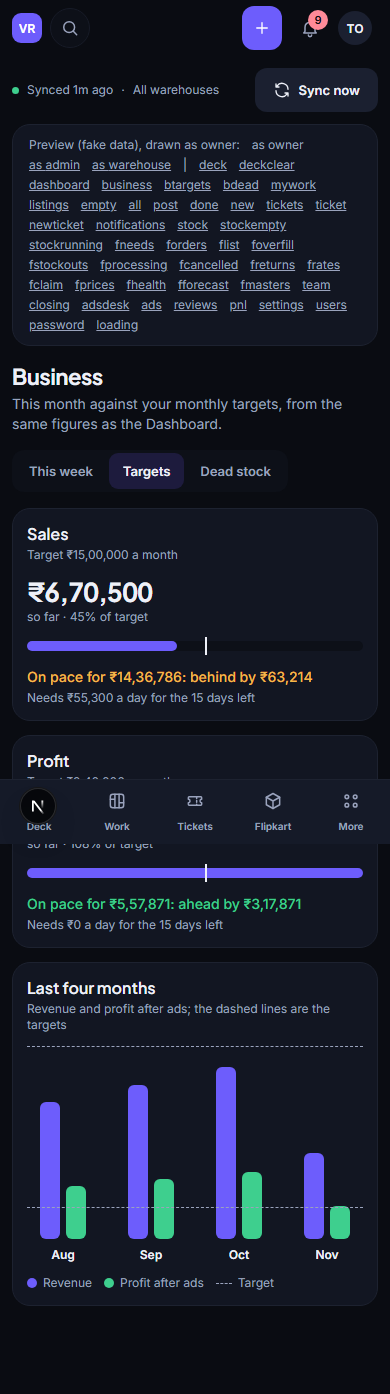 VR
9
TO
Synced 1m ago · All warehouses
Sync now
Preview (fake data), drawn as owner: as owner
as admin as warehouse | deck deckclear
dashboard business btargets bdead mywork
listings empty all post done new tickets ticket
newticket notifications stock stockempty
stockrunning fneeds forders flist foverfill
fstockouts fprocessing fcancelled freturns frates
fclaim fprices fhealth fforecast fmasters team
closing adsdesk ads reviews pnl settings users
password loading
Business
This month against your monthly targets, from the
same figures as the Dashboard.
This week Targets Dead stock
Sales
Target ₹15,00,000 a month
₹6,70,500
so far · 45% of target
On pace for ₹14,36,786: behind by ₹63,214
Needs ₹55,300 a day for the 15 days left
Profit
N
Deck Work Tickets Flipkart More
so far · 108% of target
On pace for ₹5,57,871: ahead by ₹3,17,871
Needs ₹0 a day for the 15 days left
Last four months
Revenue and profit after ads; the dashed lines are the
targets
Aug Sep Oct Nov
Revenue Profit after ads Target